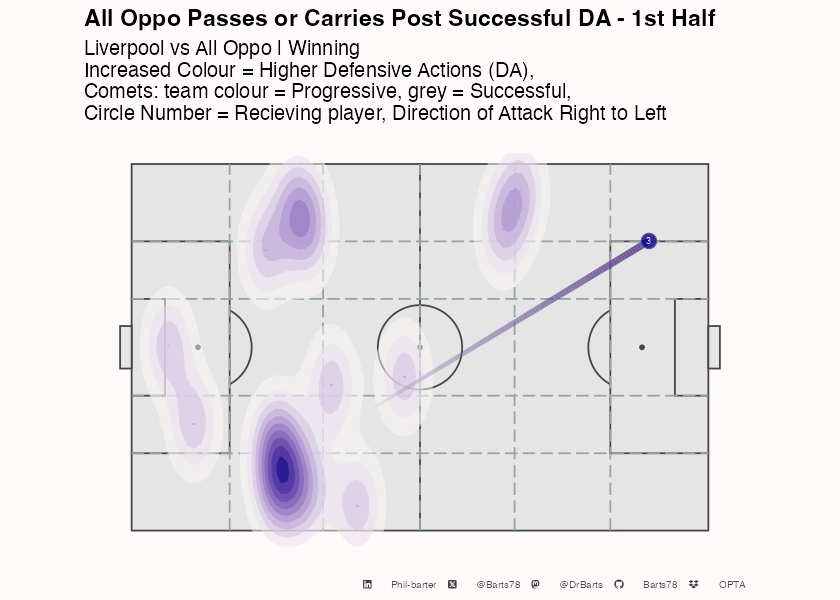 All Oppo Passes or Carries Post Successful DA - 1st Half
Liverpool vs All Oppo | Winning
Increased Colour = Higher Defensive Actions (DA),
Comets: team colour = Progressive, grey = Successful,
Circle Number = Recieving player, Direction of Attack Right to Left
3
Phil-barter @Barts78 @DrBarts Barts78 OPTA